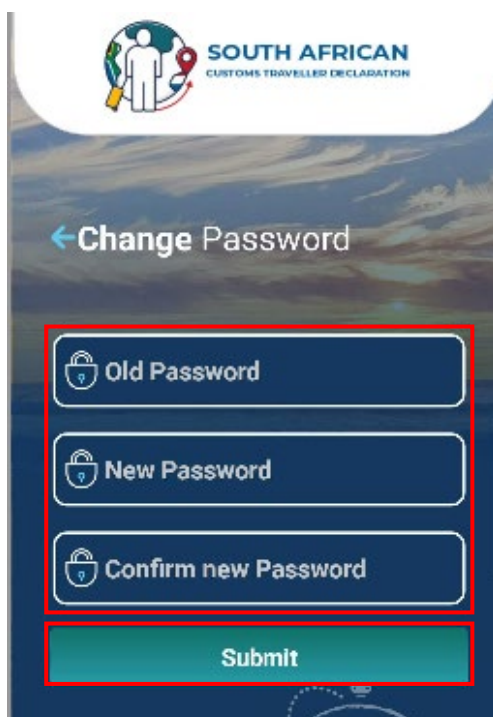 SOUTH AFRICAN
CUSTOMS TRAVELLER DECLARATION
Change Password
Old Password
New Password
Confirm new Password
Submit